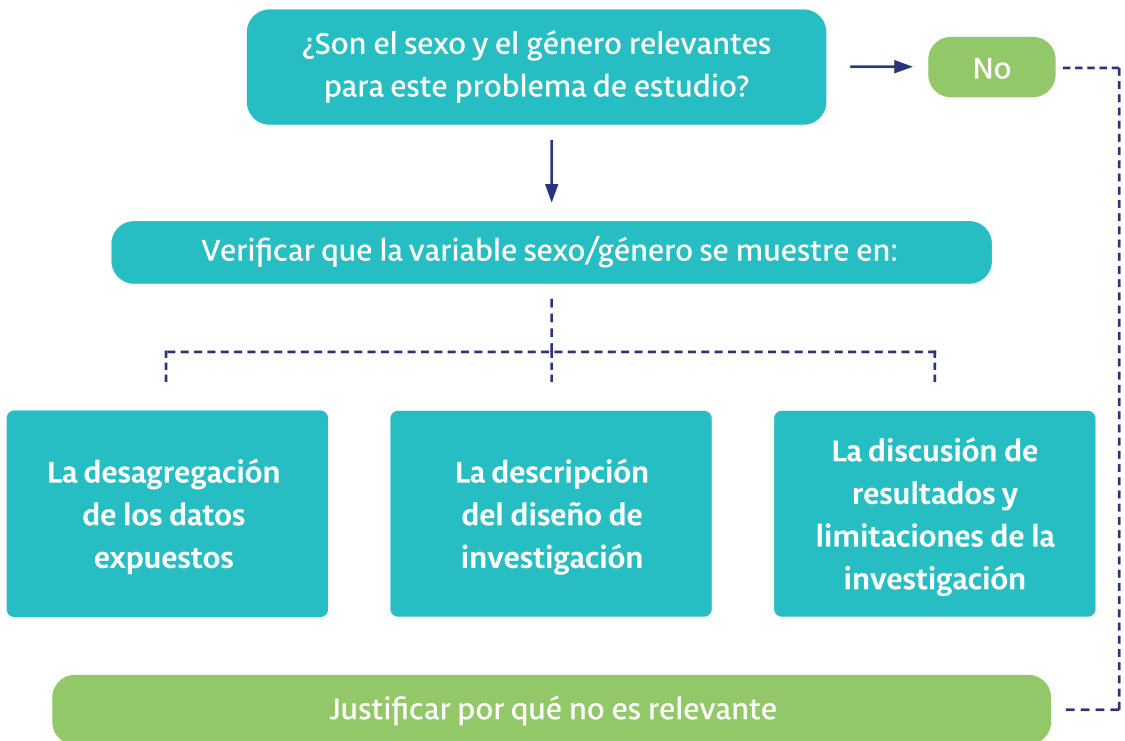 ¿Son el sexo y el género relevantes
para este problema de estudio?
No
Verificar que la variable sexo/género se muestre en:
La desagregación
de los datos
expuestos
La descripción
del diseño de
investigación
La discusión de
resultados y
limitaciones de la
investigación
Justificar por qué no es relevante